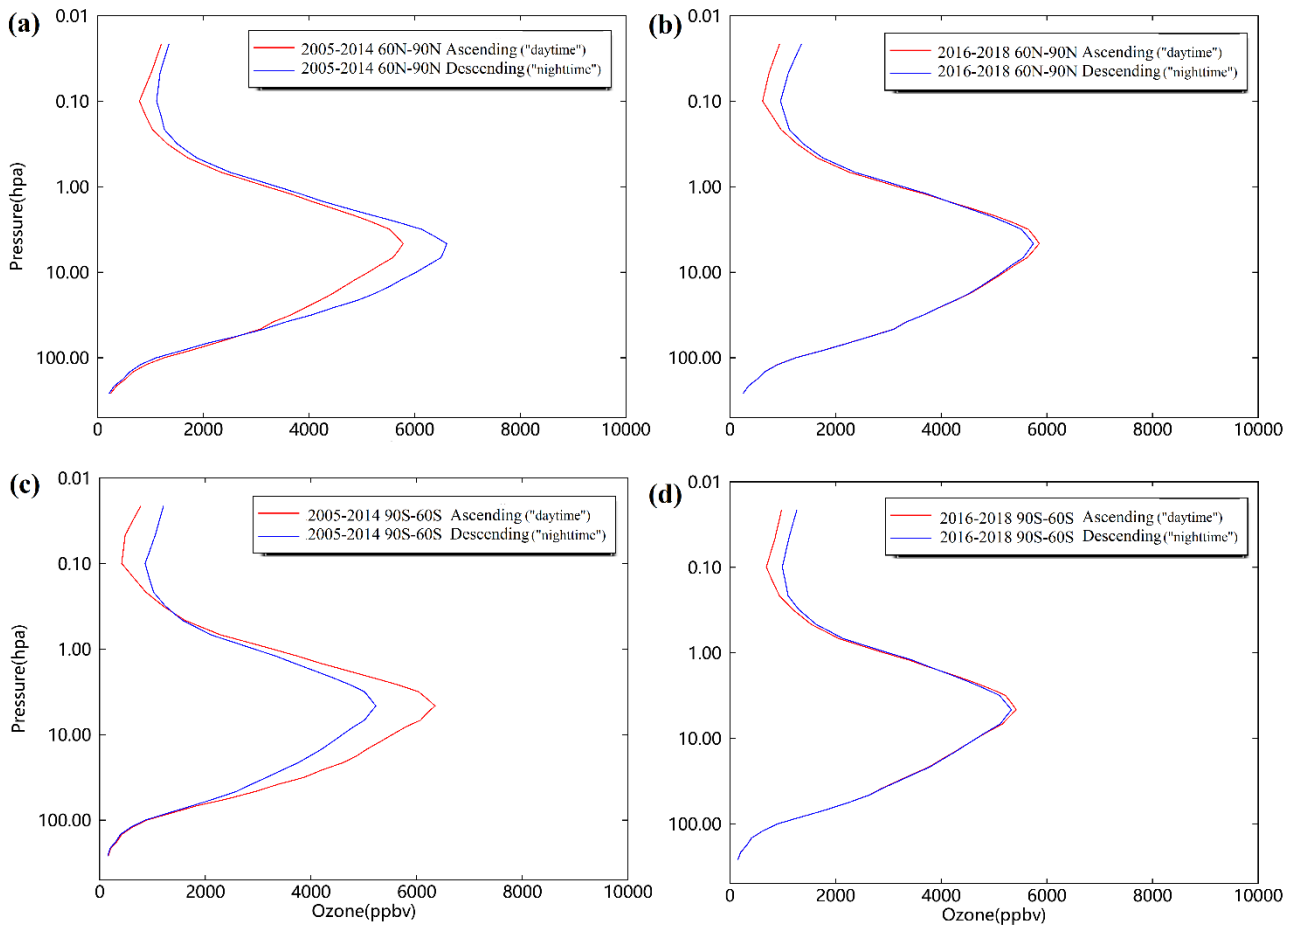 (a)
0.01
0.10
1.00
10.00
100.00
Pressure(hpa)
2005-2014 60N-90N Ascending ("daytime")
2005-2014 60N-90N Descending ("nighttime")
0 2000 4000 6000 8000 10000
(b)
0.01
0.10
1.00
10.00
100.00
2016-2018 60N-90N Ascending ("daytime")
2016-2018 60N-90N Descending ("nighttime")
0 2000 4000 6000 8000 10000
(c)
0.01
0.10
1.00
10.00
100.00
Pressure(hpa)
2005-2014 90S-60S Ascending ("daytime")
2005-2014 90S-60S Descending ("nighttime")
0 2000 4000 6000 8000 10000
Ozone(ppbv)
(d)
0.01
0.10
1.00
10.00
100.00
2016-2018 90S-60S Ascending ("daytime")
2016-2018 90S-60S Descending ("nighttime")
0 2000 4000 6000 8000 10000
Ozone(ppbv)